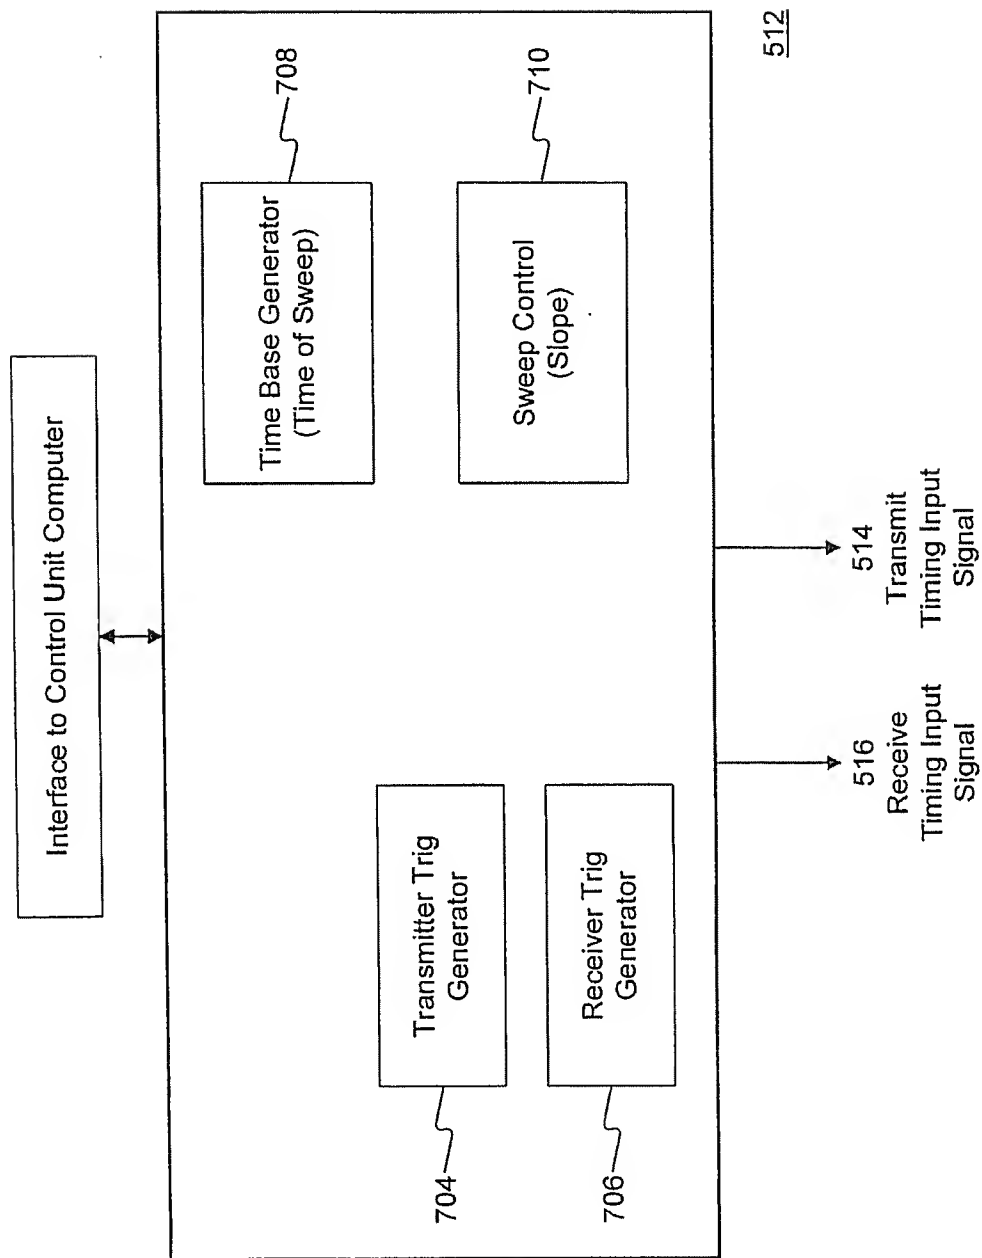 Interface to Control Unit Computer
708
Time Base Generator
(Time of Sweep)
710
Sweep Control
(Slope)
704
Transmitter Trig
Generator
706
Receiver Trig
Generator
516
Receive
Timing Input
Signal
514
Transmit
Timing Input
Signal
512